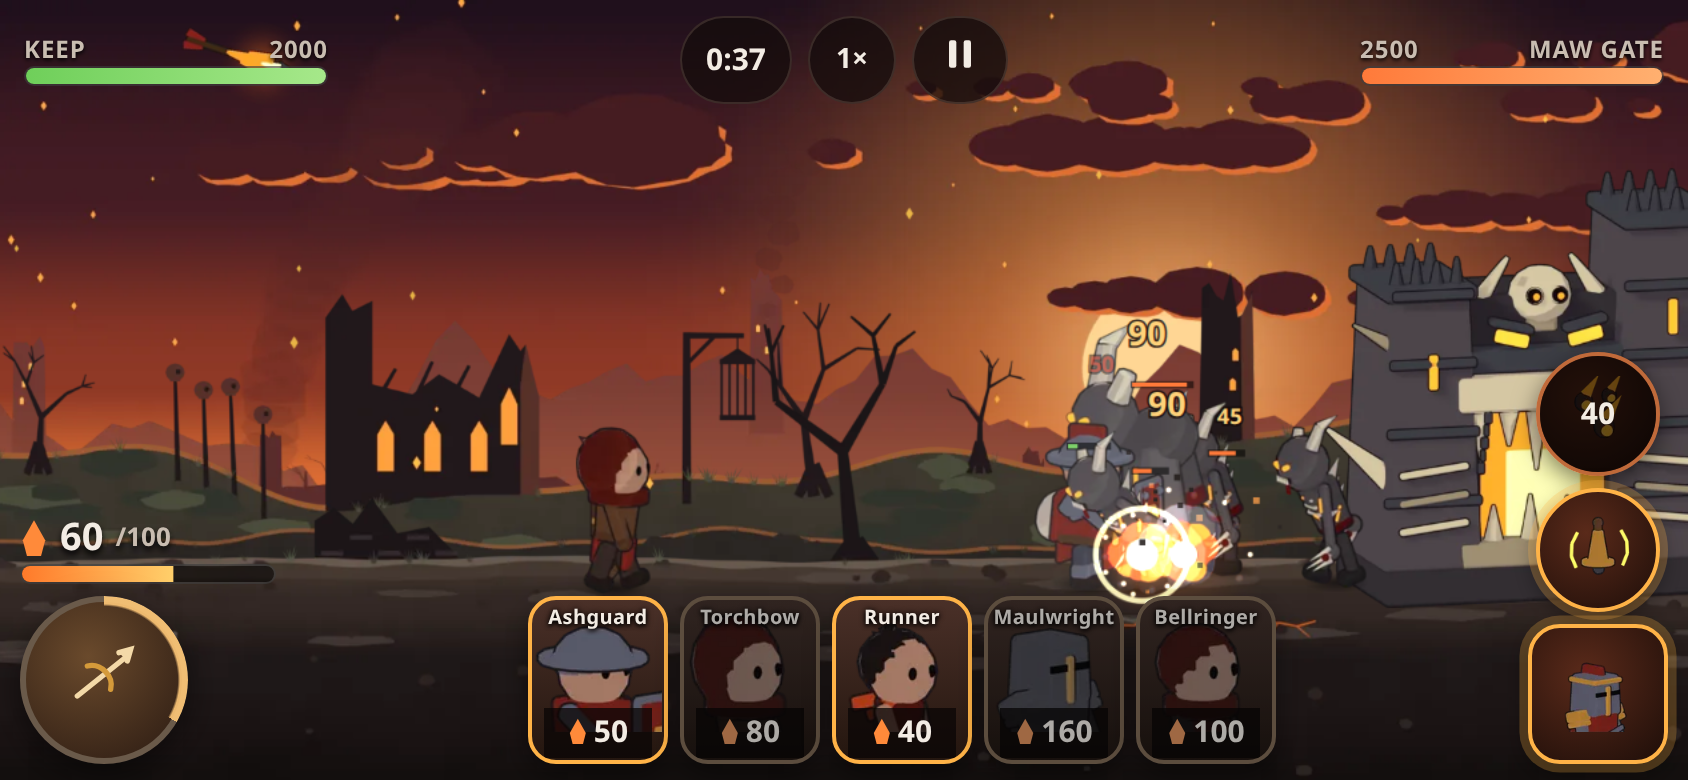 KEEP 2000
0:37
1×
2500 MAW GATE
90
50
90
45
40
60 /100
Ashguard
50
Torchbow
80
Runner
40
Maulwright
160
Bellringer
100